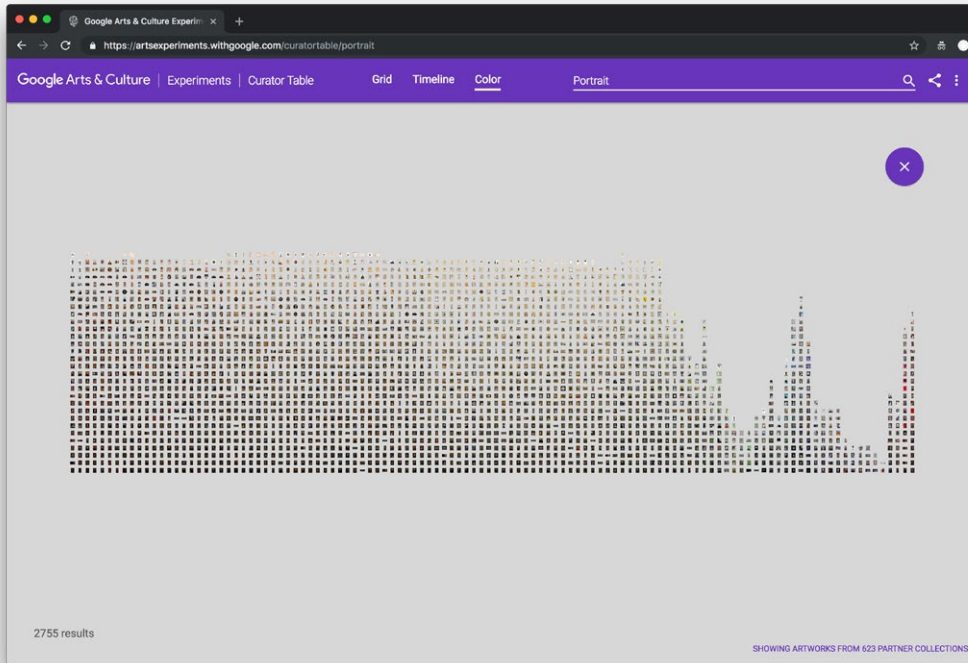 Google Arts & Culture Experim
https://artsexperiments.withgoogle.com/curatortable/portrait
Google Arts & Culture | Experiments | Curator Table Grid Timeline Color Portrait
2755 results
SHOWING ARTWORKS FROM 623 PARTNER COLLECTIONS